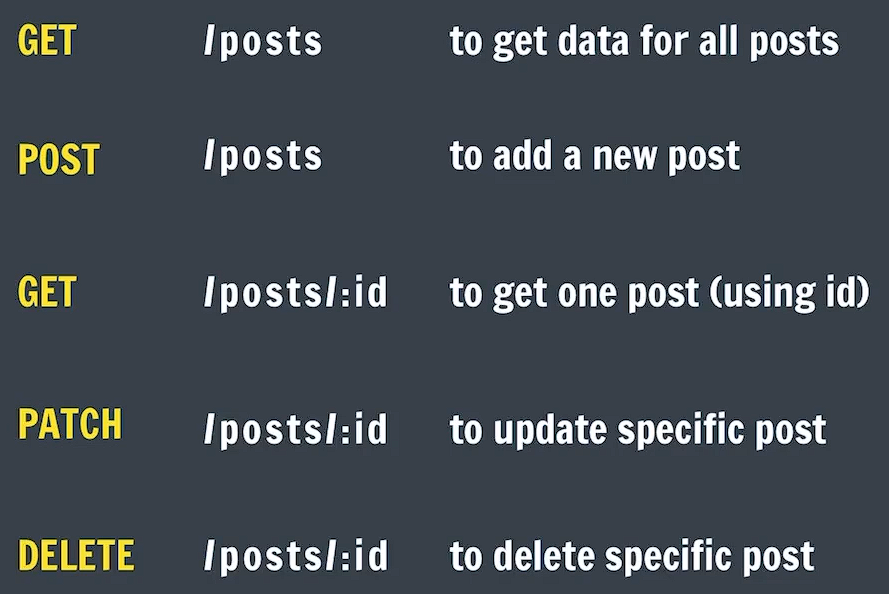 GET /posts to get data for all posts
POST /posts to add a new post
GET /posts/:id to get one post (using id)
PATCH /posts/:id to update specific post
DELETE /posts/:id to delete specific post